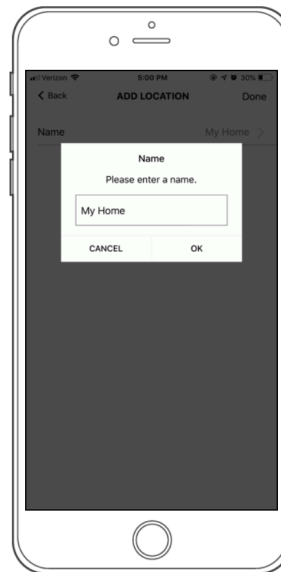 Verizon 5:00 PM 30%
Back ADD LOCATION Done
Name My Home
Name
Please enter a name.
My Home
CANCEL OK